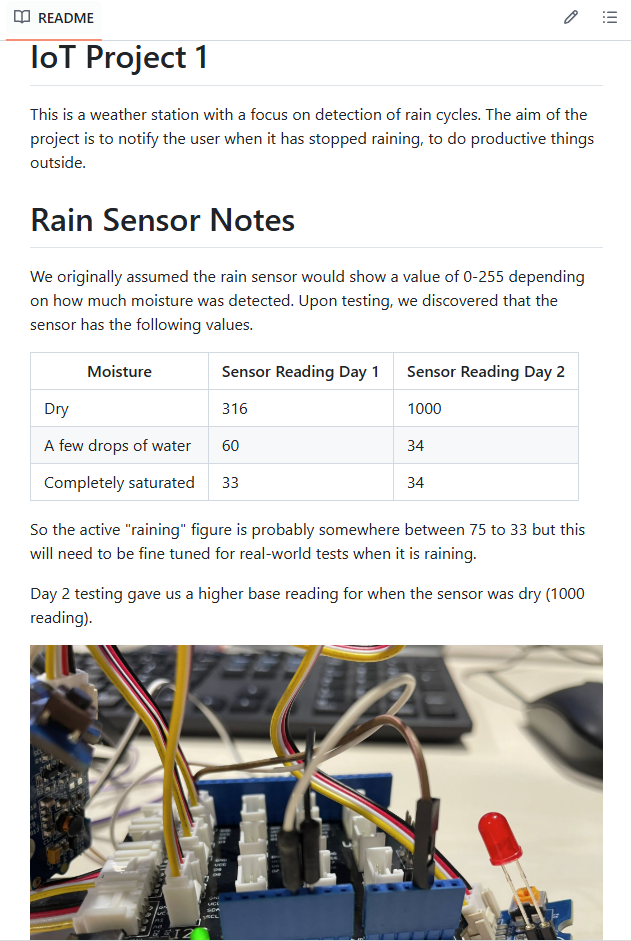 README
IoT Project 1
This is a weather station with a focus on detection of rain cycles. The aim of the
project is to notify the user when it has stopped raining, to do productive things
outside.
Rain Sensor Notes
We originally assumed the rain sensor would show a value of 0-255 depending
on how much moisture was detected. Upon testing, we discovered that the
sensor has the following values.
Moisture Sensor Reading Day 1 Sensor Reading Day 2
Dry 316 1000
A few drops of water 60 34
Completely saturated 33 34
So the active "raining" figure is probably somewhere between 75 to 33 but this
will need to be fine tuned for real-world tests when it is raining.
Day 2 testing gave us a higher base reading for when the sensor was dry (1000
reading).
I2